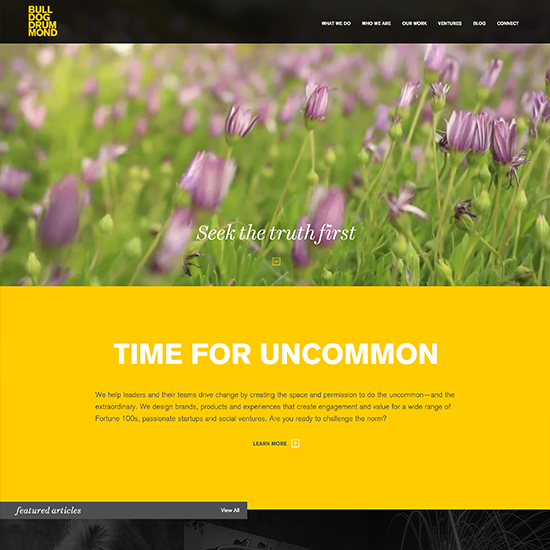 BULL
DOG
DRUM
MOND
WHAT WE DO WHO WE ARE OUR WORK VENTURES BLOG CONNECT
Seek the truth first
TIME FOR UNCOMMON
We help leaders and their teams drive change by creating the space and permission to do the uncommon—and the
extraordinary. We design brands, products and experiences that create engagement and value for a wide range of
Fortune 100s, passionate startups and social ventures. Are you ready to challenge the norm?
LEARN MORE
featured articles View All